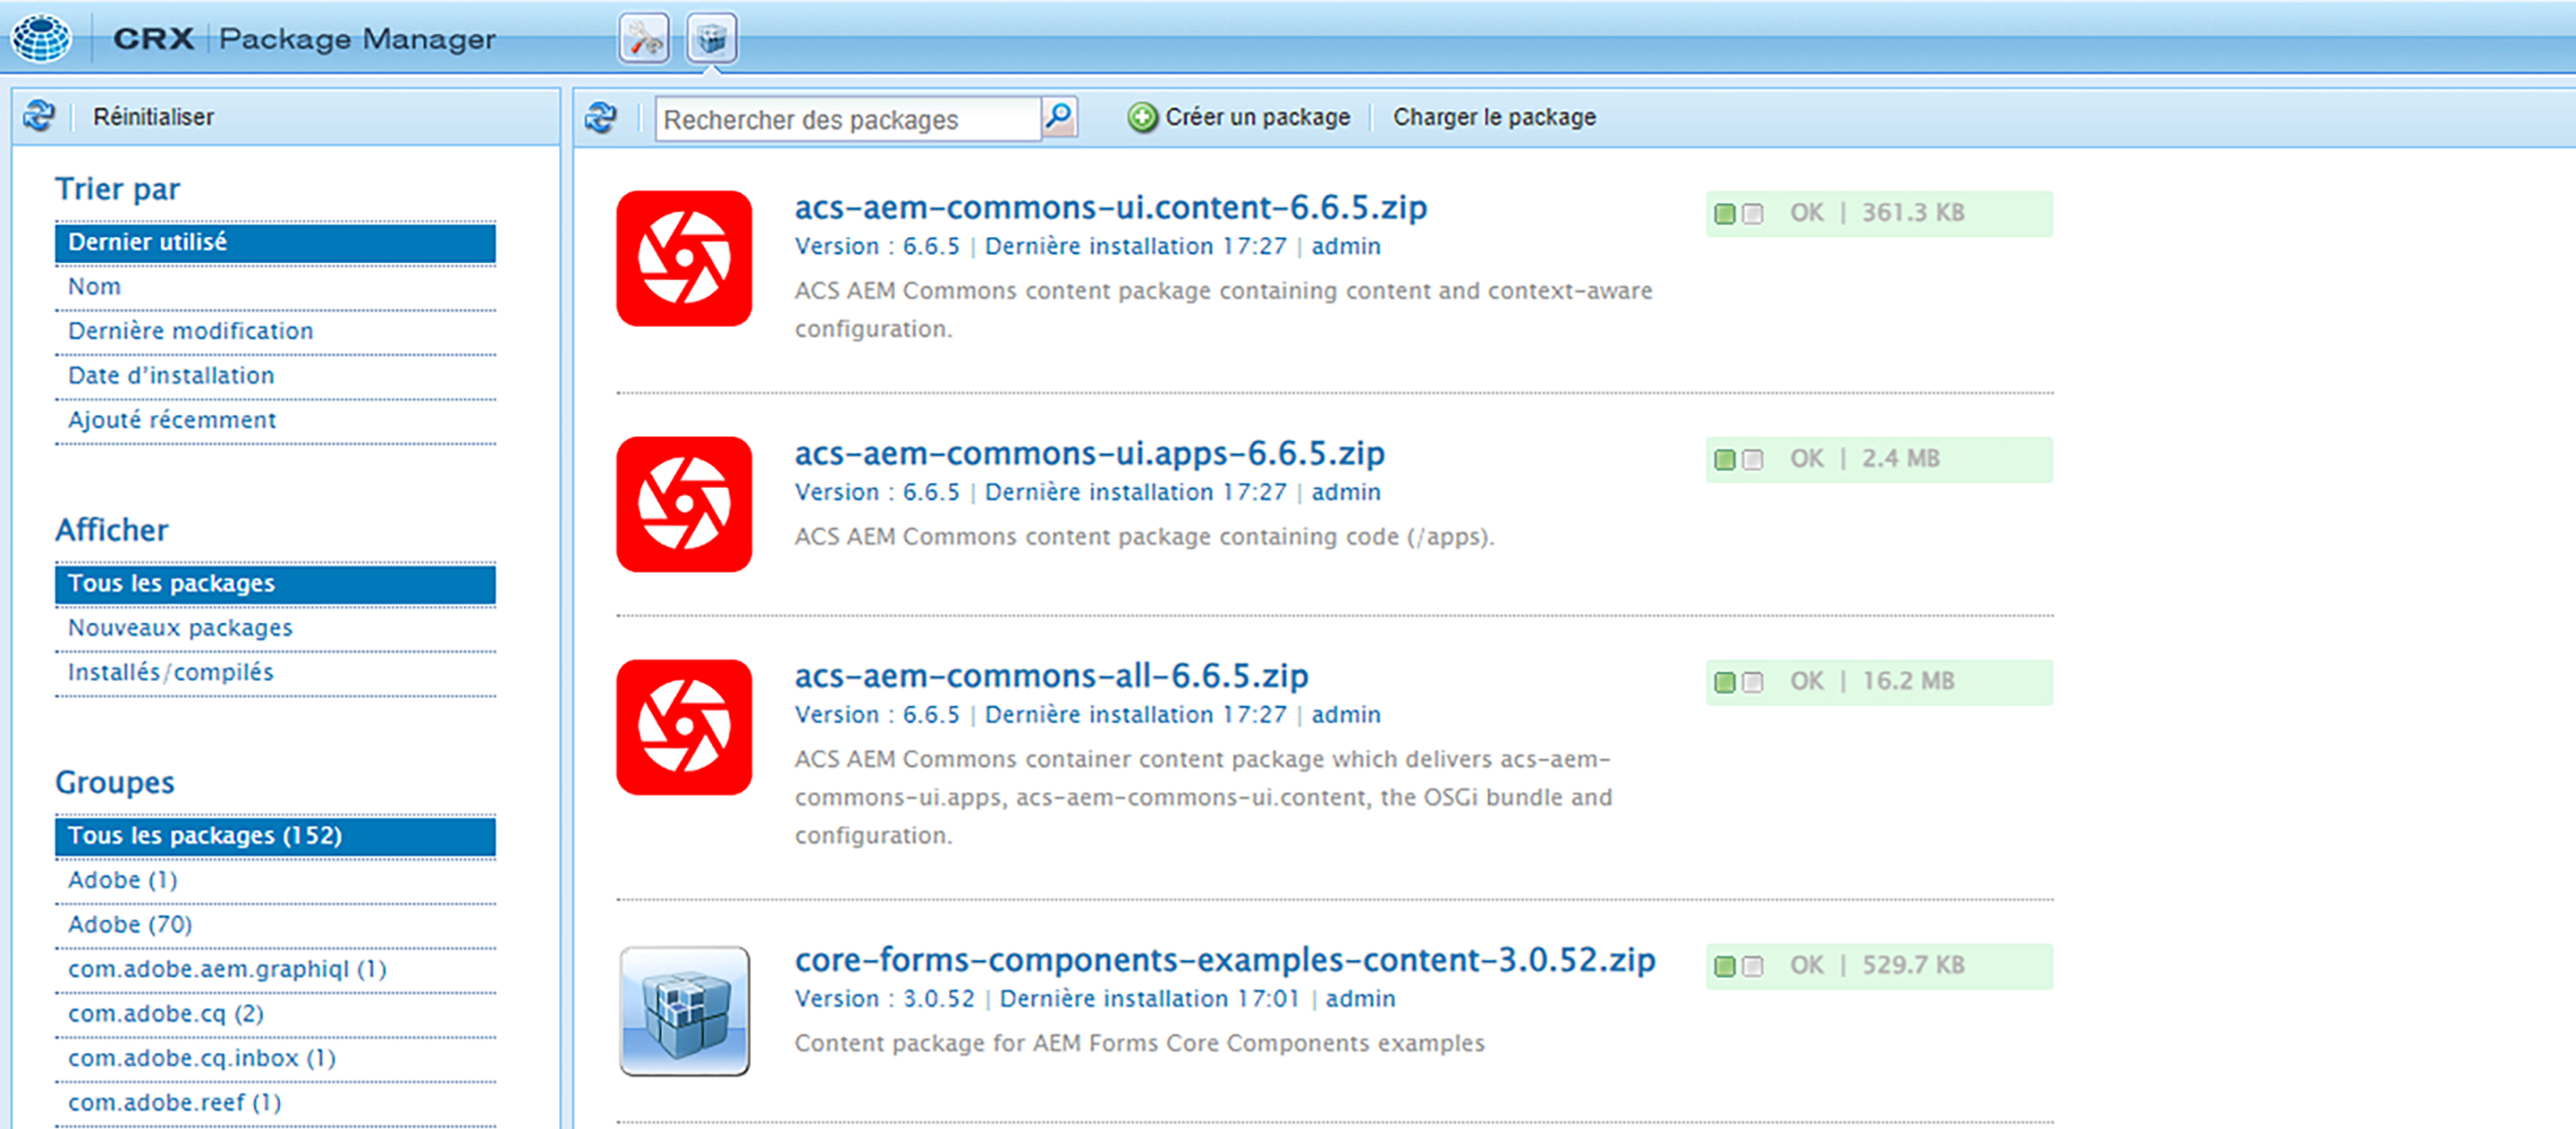 CRX | Package Manager
Réinitialiser
Trier par
Dernier utilisé
Nom
Dernière modification
Date d'installation
Ajouté récemment
Afficher
Tous les packages
Nouveaux packages
Installés/compilés
Groupes
Tous les packages (152)
Adobe (1)
Adobe (70)
com.adobe.aem.graphiql (1)
com.adobe.cq (2)
com.adobe.cq.inbox (1)
com.adobe.reef (1)
Rechercher des packages
Créer un package
Charger le package
acs-aem-commons-ui.content-6.6.5.zip
Version : 6.6.5 | Dernière installation 17:27 | admin
ACS AEM Commons content package containing content and context-aware
configuration.
OK | 361.3 KB
acs-aem-commons-ui.apps-6.6.5.zip
Version : 6.6.5 | Dernière installation 17:27 | admin
ACS AEM Commons content package containing code (/apps).
OK | 2.4 MB
acs-aem-commons-all-6.6.5.zip
Version : 6.6.5 | Dernière installation 17:27 | admin
ACS AEM Commons container content package which delivers acs-aem-
commons-ui.apps, acs-aem-commons-ui.content, the OSGi bundle and
configuration.
OK | 16.2 MB
core-forms-components-examples-content-3.0.52.zip
Version : 3.0.52 | Dernière installation 17:01 | admin
Content package for AEM Forms Core Components examples
OK | 529.7 KB